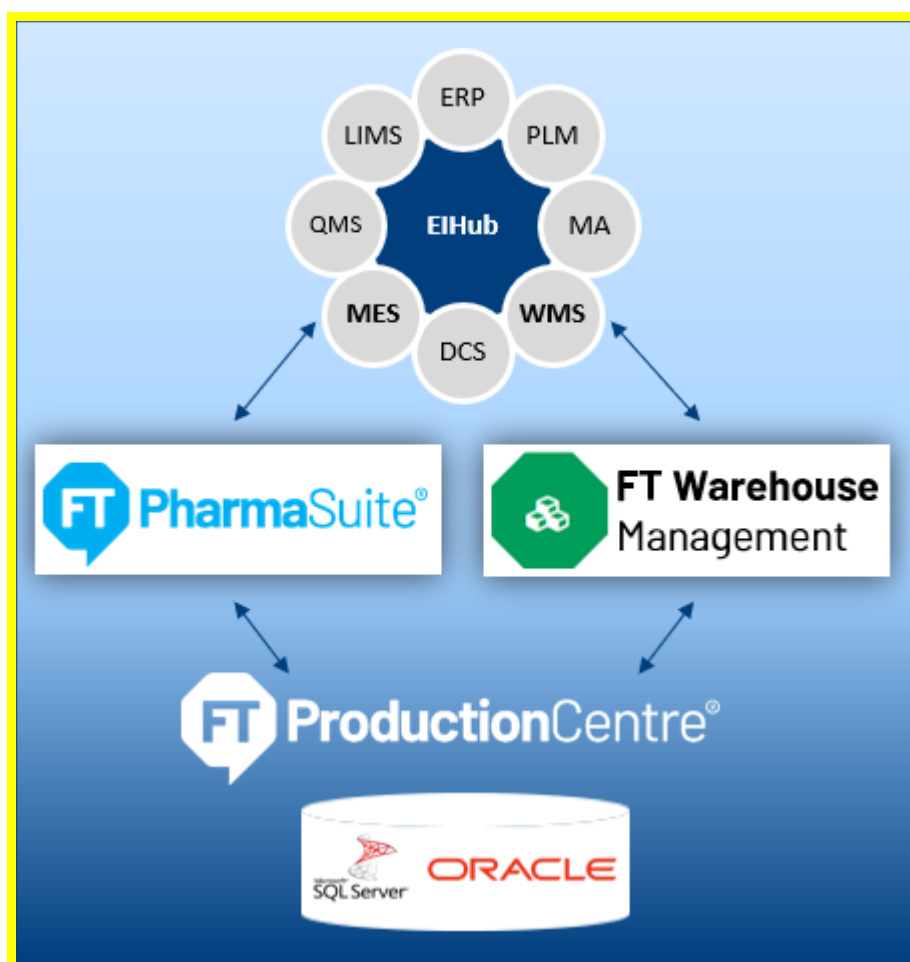 ERP
LIMS
PLM
QMS
EIHub
MA
MES
WMS
DCS
FT PharmaSuite®
FT Warehouse
Management
FT ProductionCentre®
Microsoft
SQL Server
ORACLE